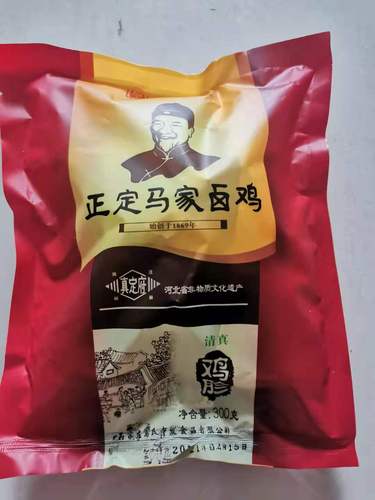 正定马家卤鸡
始创于1869年
真定府
河北省非物质文化遗产
清真
鸡胗
净含量:300克